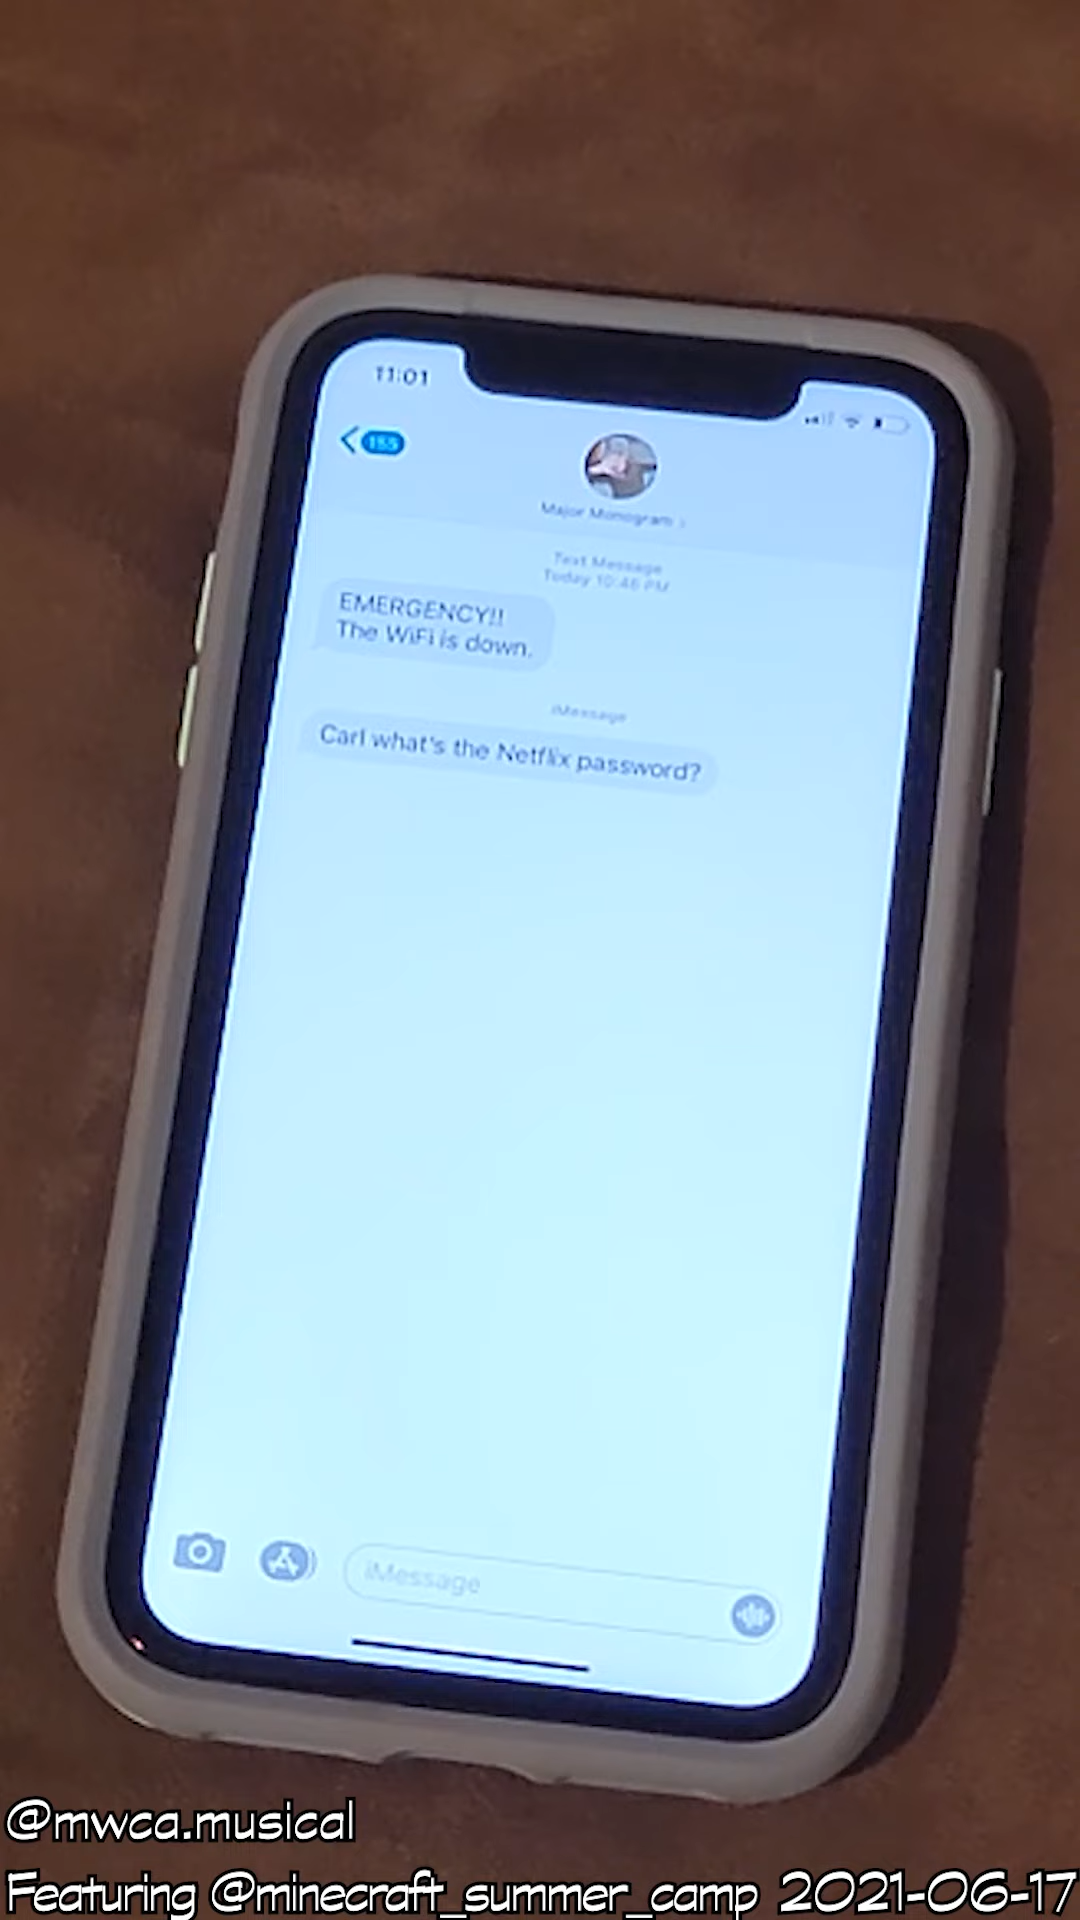 11:01
155
Major Monogram
Text Message
Today 10:46 PM
EMERGENCY!!
The WiFi is down.
iMessage
Carl what's the Netflix password?
iMessage
@mwca.musical
Featuring @minecraft_summer_camp 2021-06-17